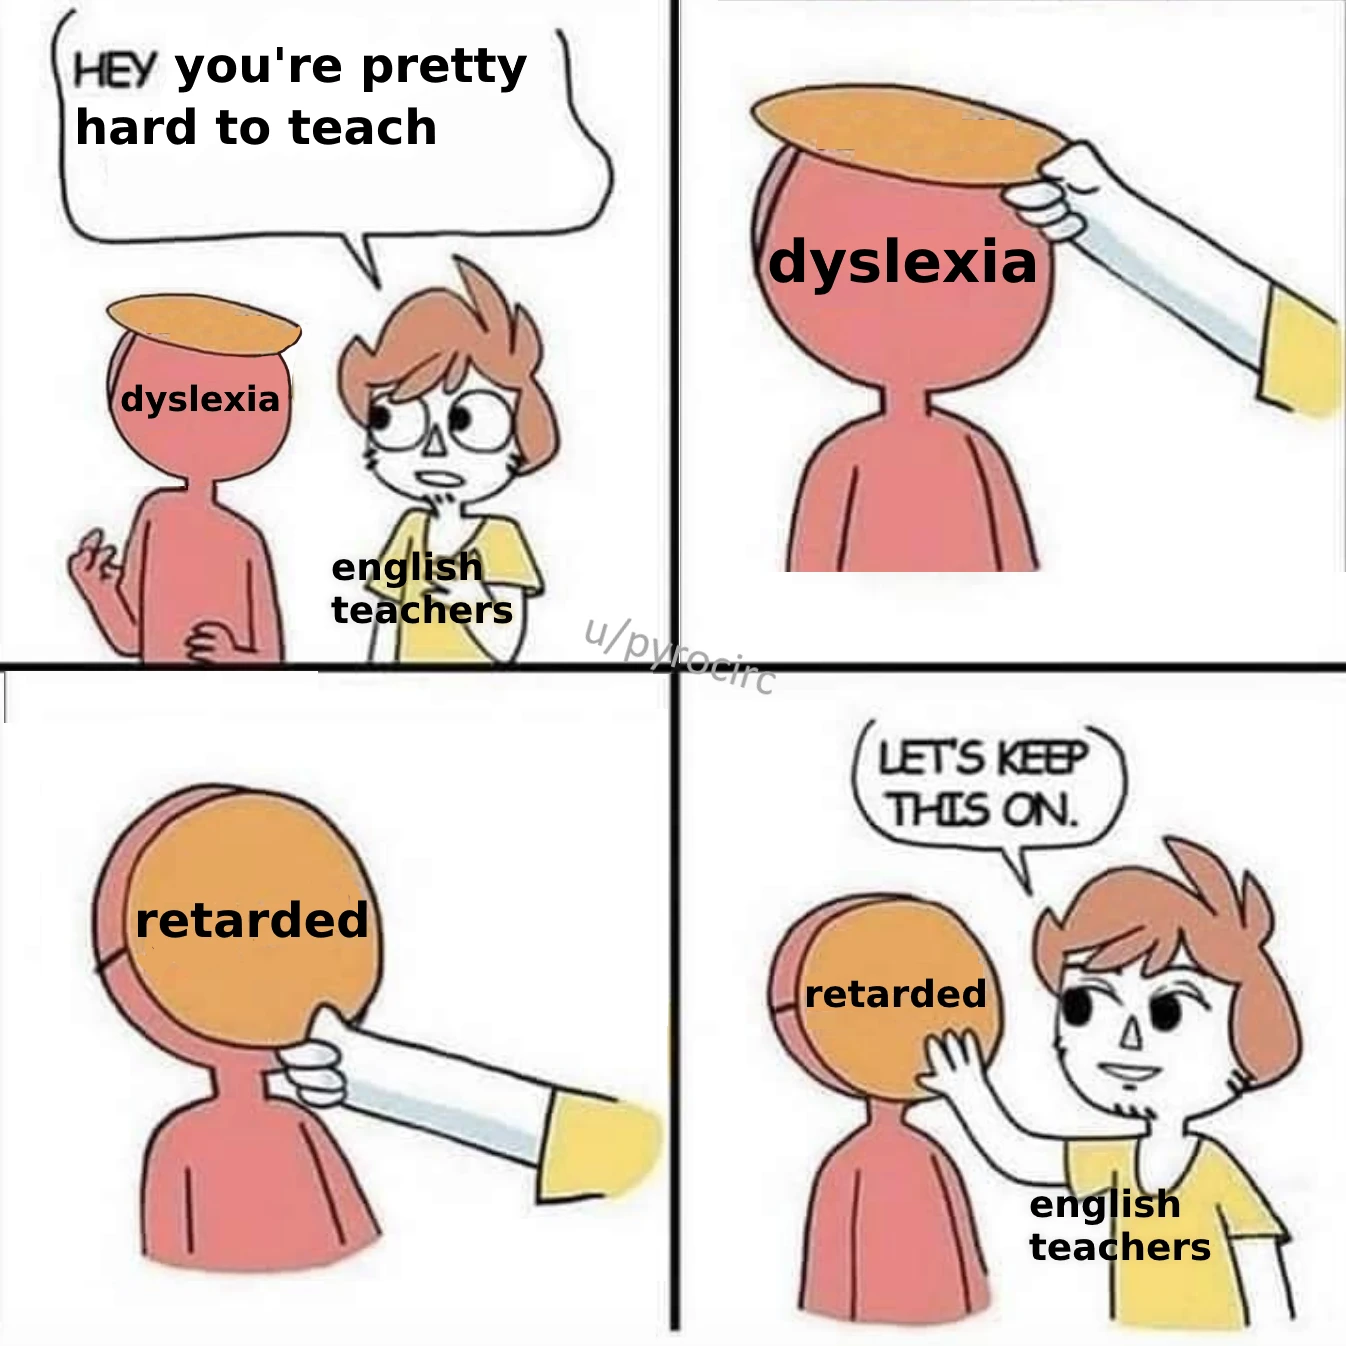 HEY you're pretty
hard to teach
dyslexia
english
teachers
dyslexia
u/pyrocirc
retarded
LET'S KEEP
THIS ON.
retarded
english
teachers